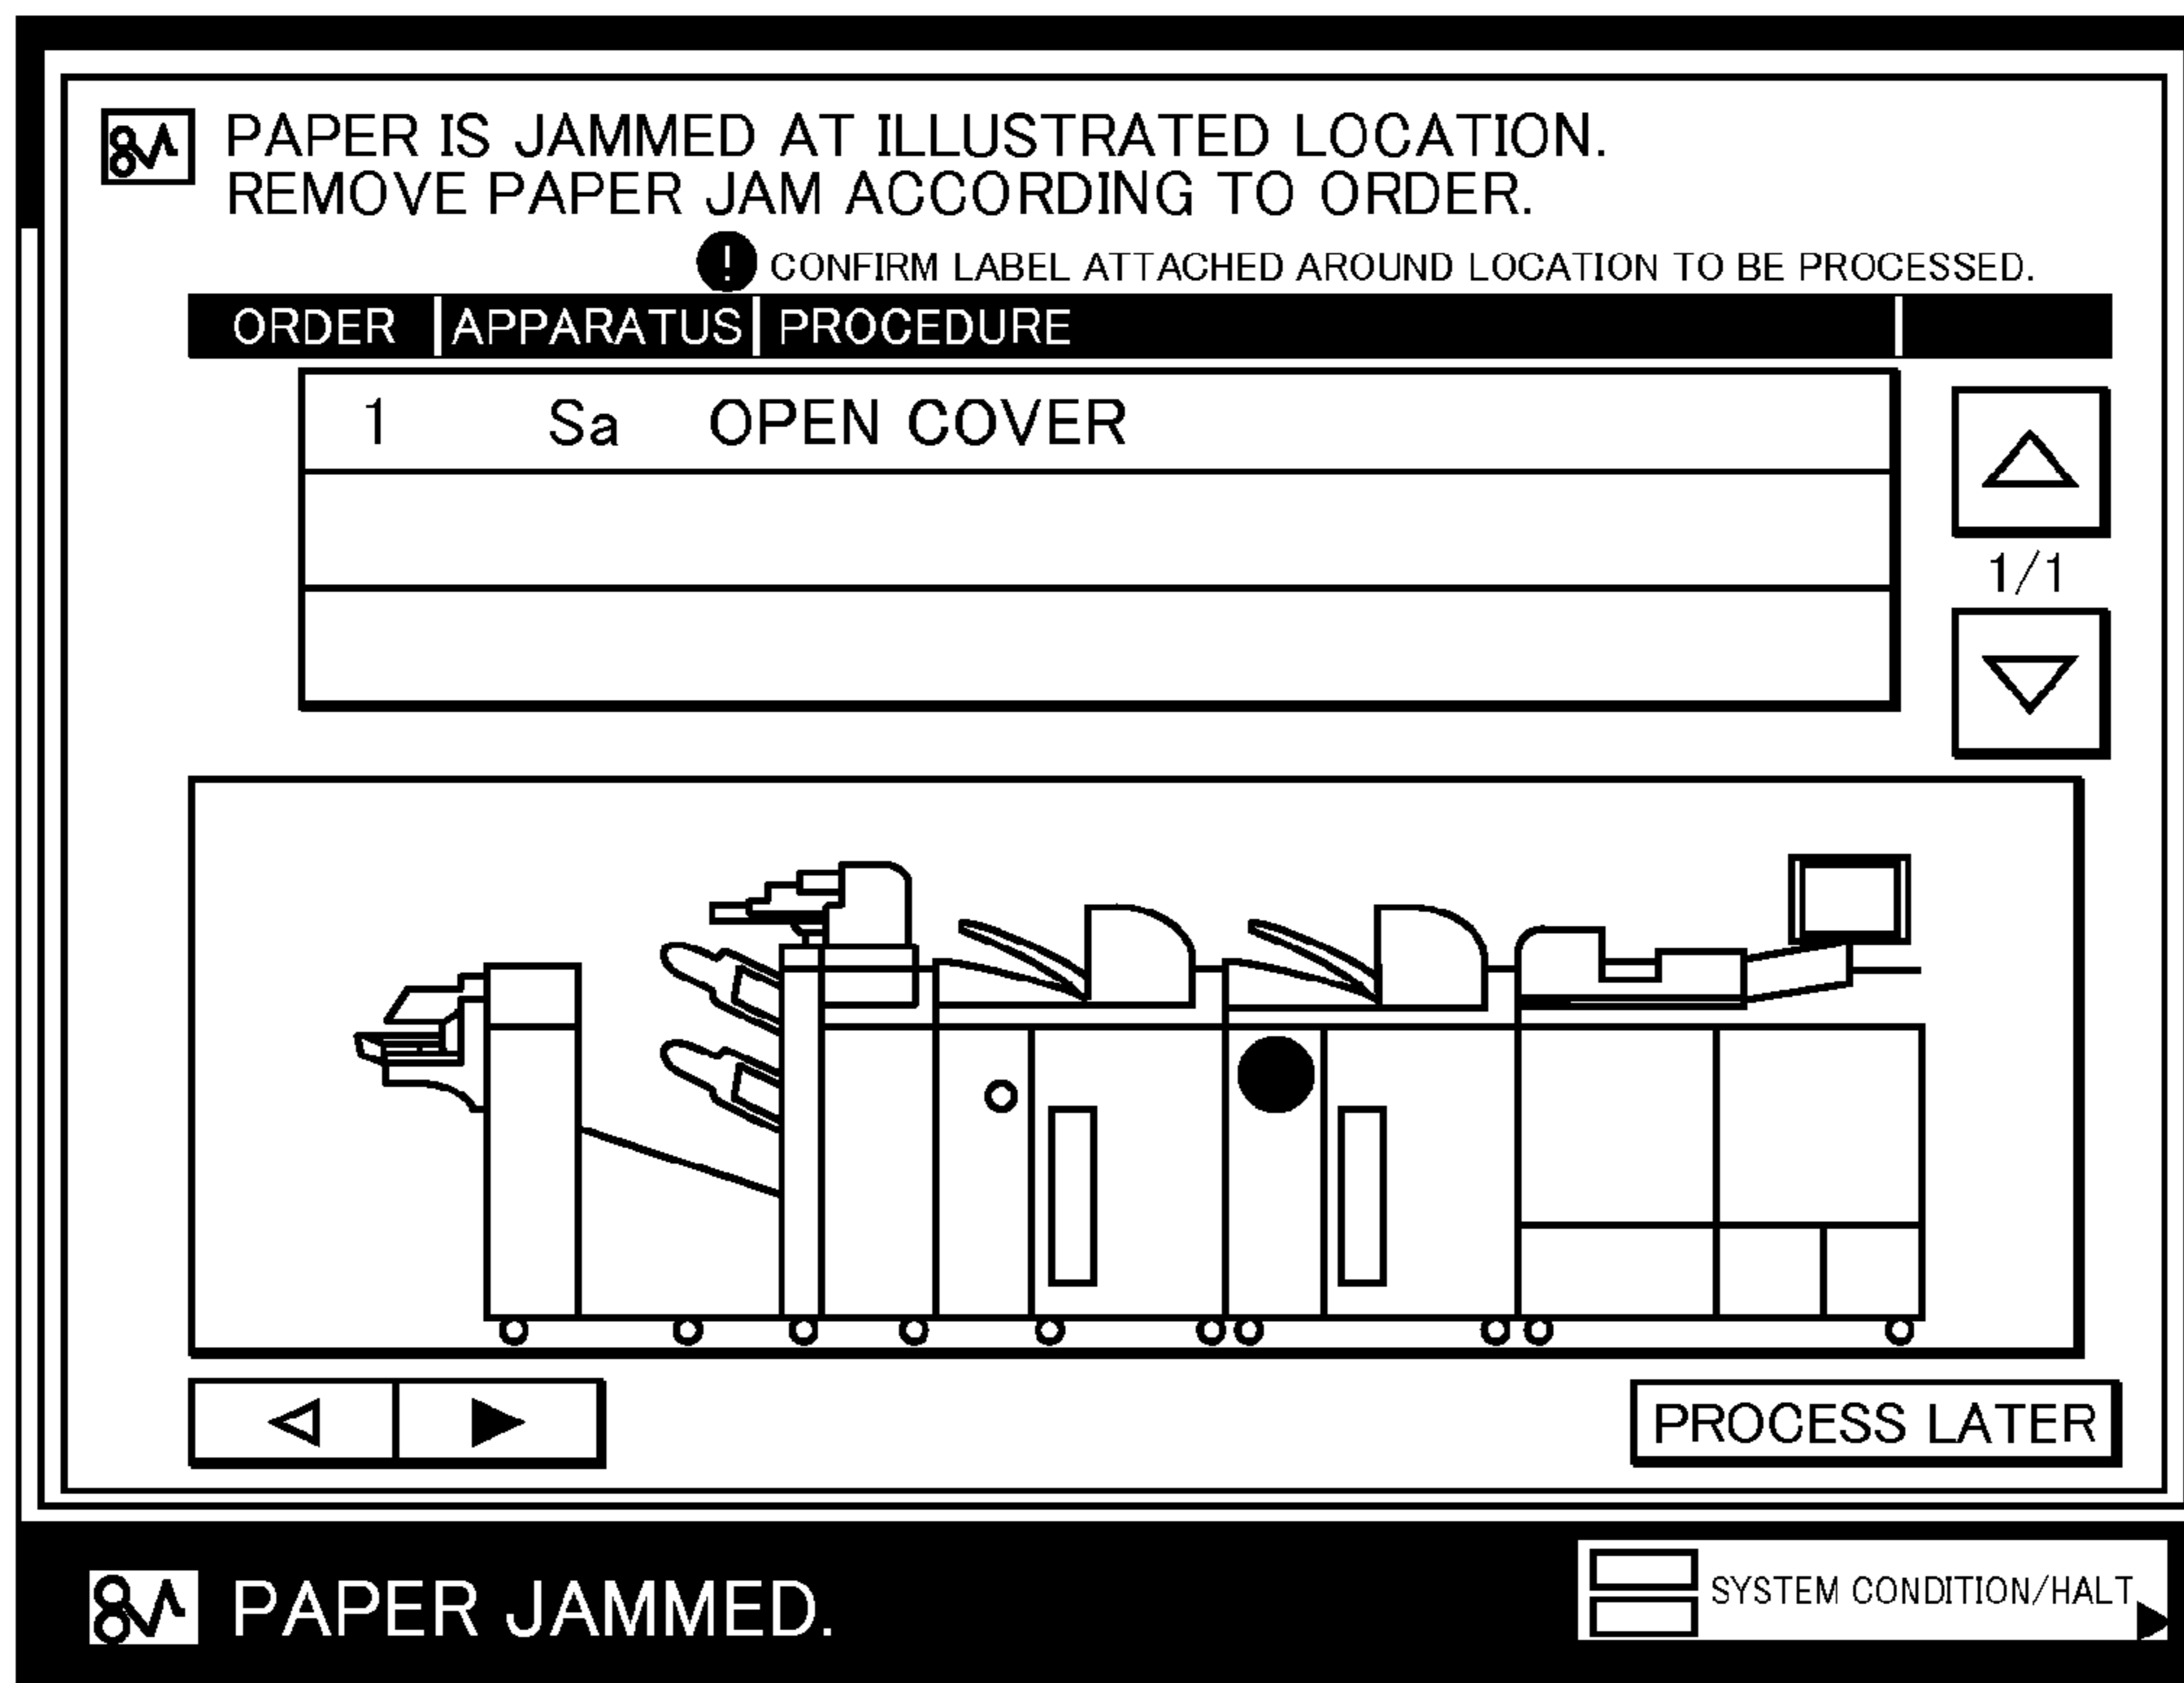 PAPER IS JAMMED AT ILLUSTRATED LOCATION.
REMOVE PAPER JAM ACCORDING TO ORDER.
! CONFIRM LABEL ATTACHED AROUND LOCATION TO BE PROCESSED.
ORDER APPARATUS PROCEDURE
1 Sa OPEN COVER
1/1
PROCESS LATER
PAPER JAMMED.
SYSTEM CONDITION/HALT